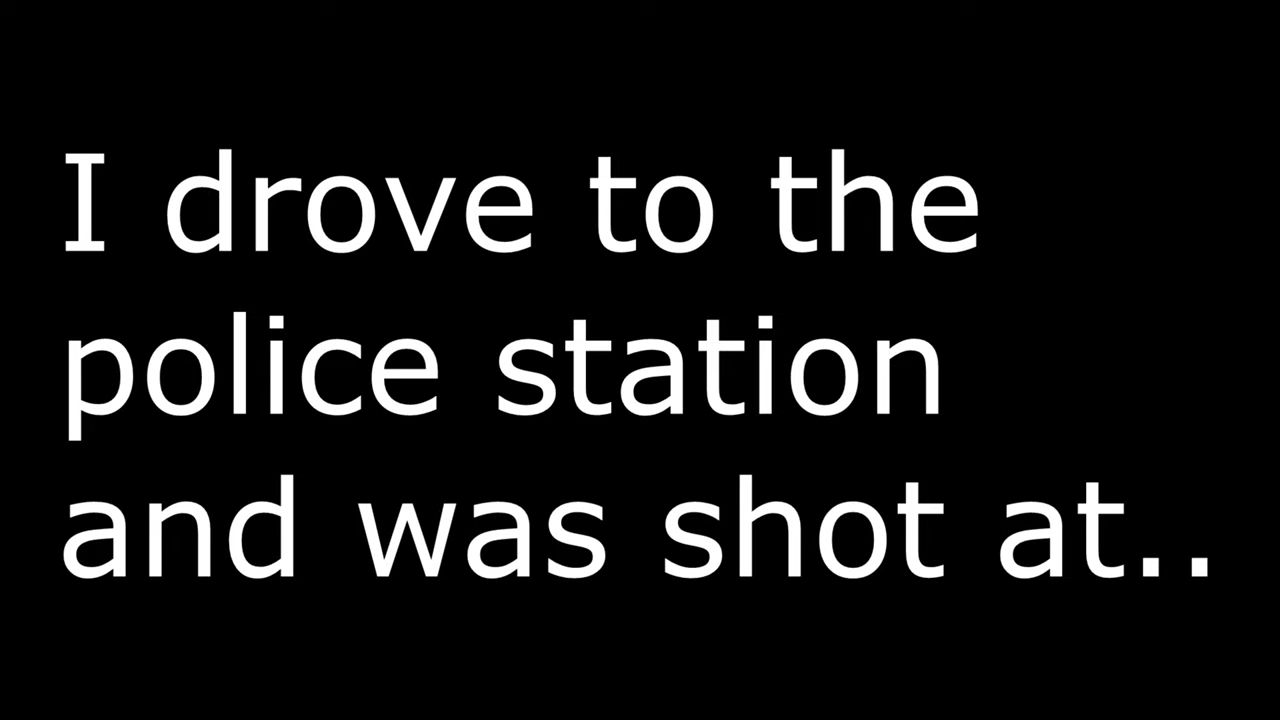 I drove to the
police station
and was shot at..